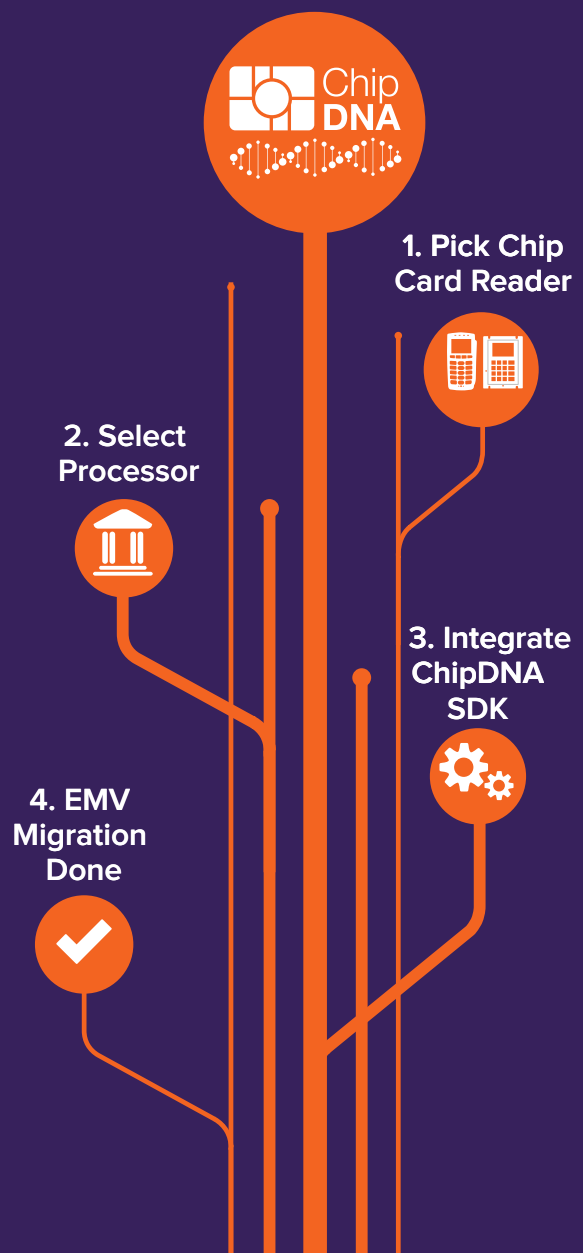 Chip
DNA
1. Pick Chip
Card Reader
2. Select
Processor
3. Integrate
ChipDNA
SDK
4. EMV
Migration
Done